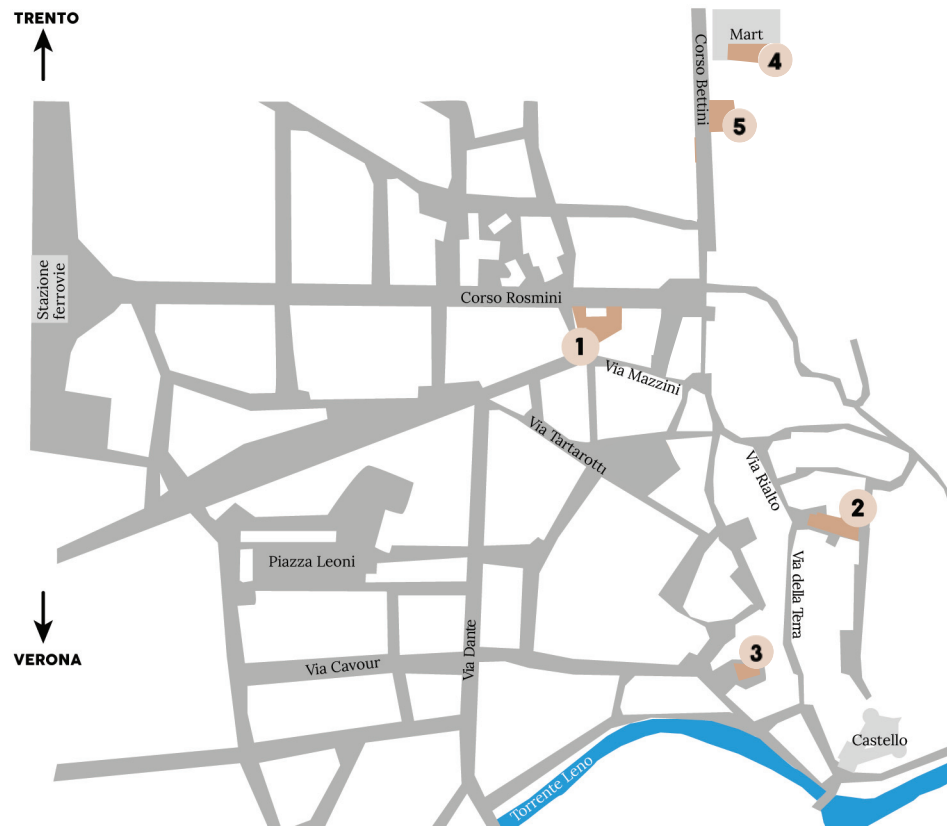 TRENTO
Mart
4
Corso Bettini
5
Stazione
ferrovie
Corso Rosmini
1
Via Mazzini
Via Tartarotti
Via Rialto
2
Piazza Leoni
Via della Terra
VERONA
Via Cavour
Via Dante
3
Castello
Torrente Leno